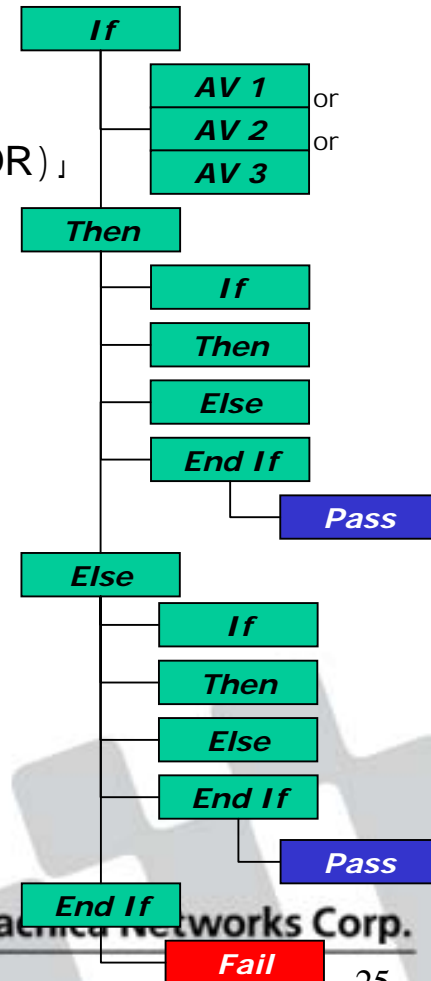 If
AV 1 or
AV 2 or
OR）」
AV 3
Then
If
Then
Else
End If
Pass
Else
If
Then
Else
End If
Pass
End If
Networks Corp.
Fail
25